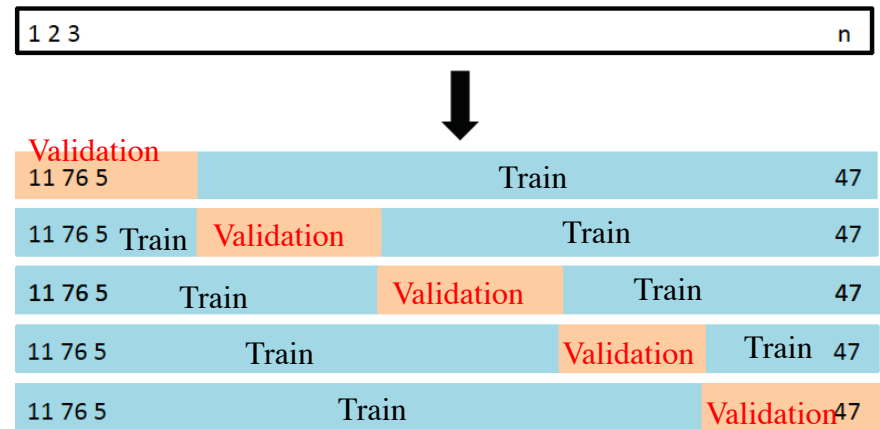 1 2 3 n
Validation
11 76 5 Train 47
11 76 5 Train Validation Train 47
11 76 5 Train Validation Train 47
11 76 5 Train Validation Train 47
11 76 5 Train Validation 47